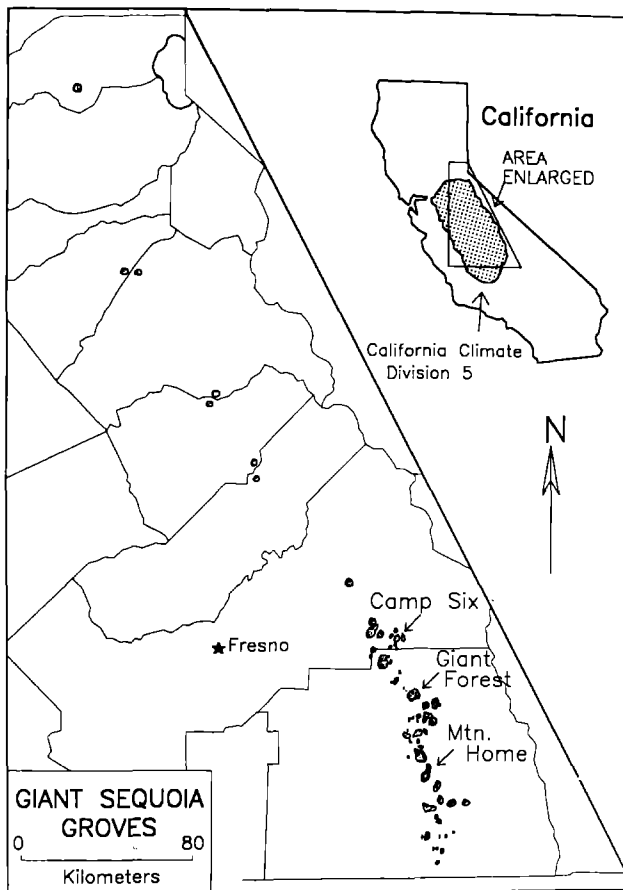 California
AREA
ENLARGED
California Climate
Division 5
N
Camp Six
Fresno
Giant
Forest
Mtn.
Home
GIANT SEQUOIA
GROVES
0 80
Kilometers